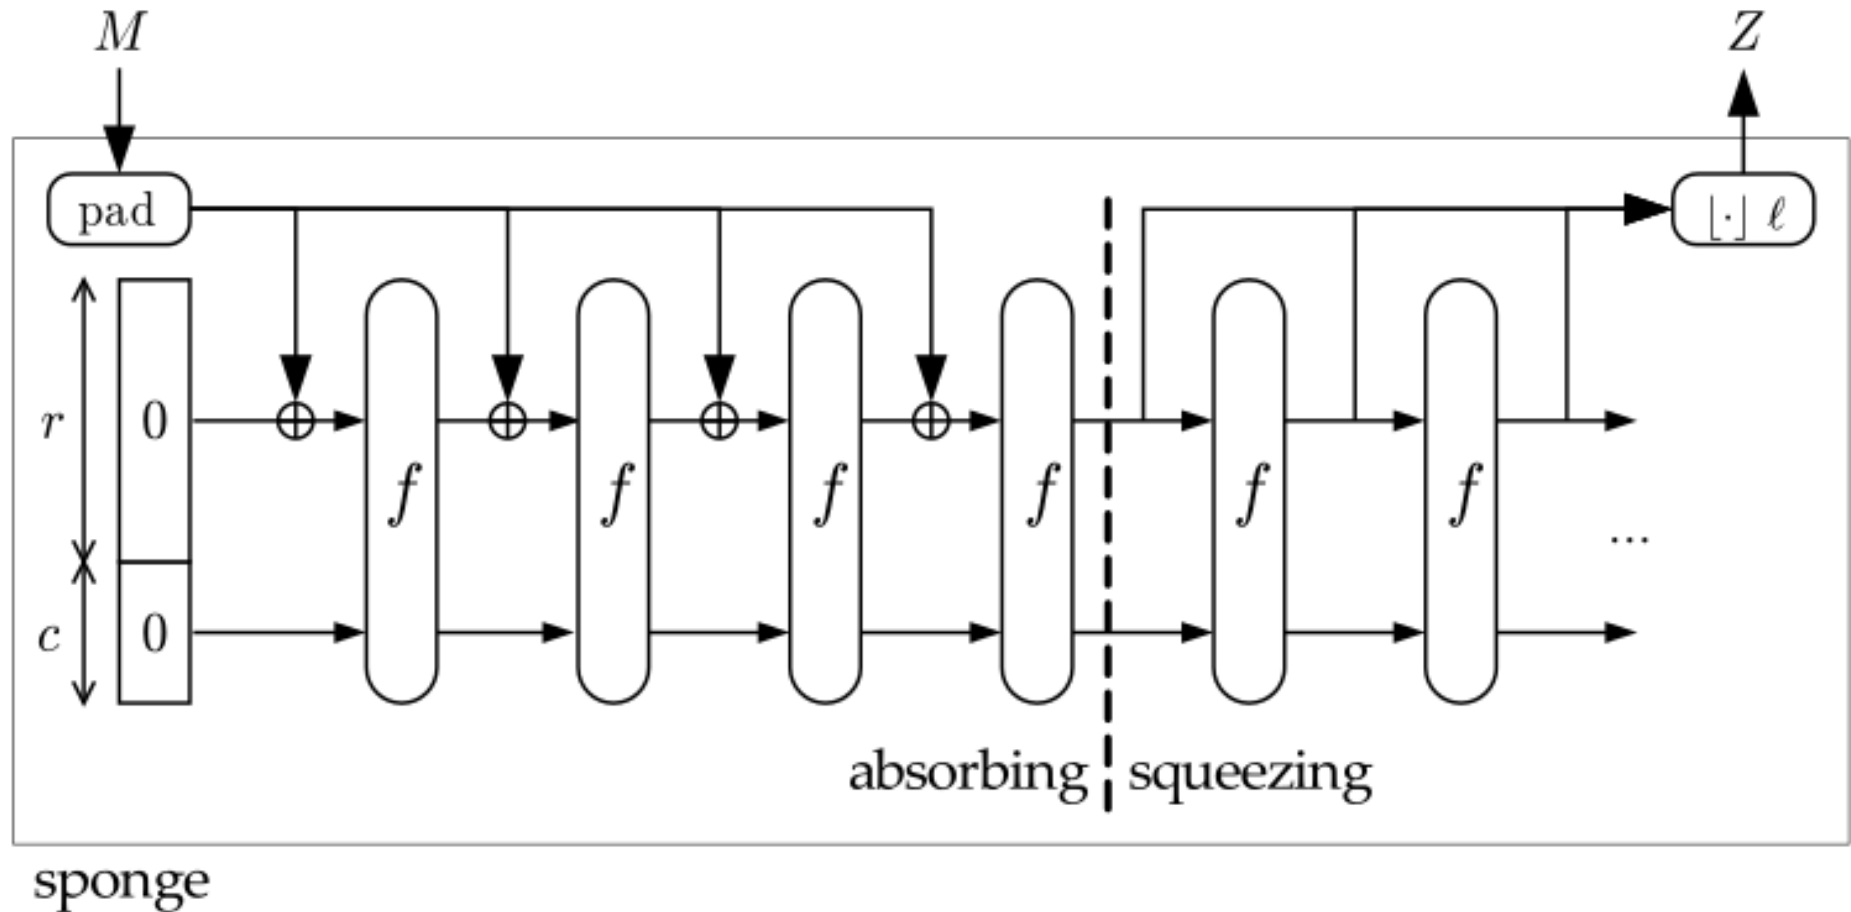 M
Z
pad
⌊·⌋ ℓ
r
0
f
f
f
f
f
f
...
c
0
absorbing
squeezing
sponge